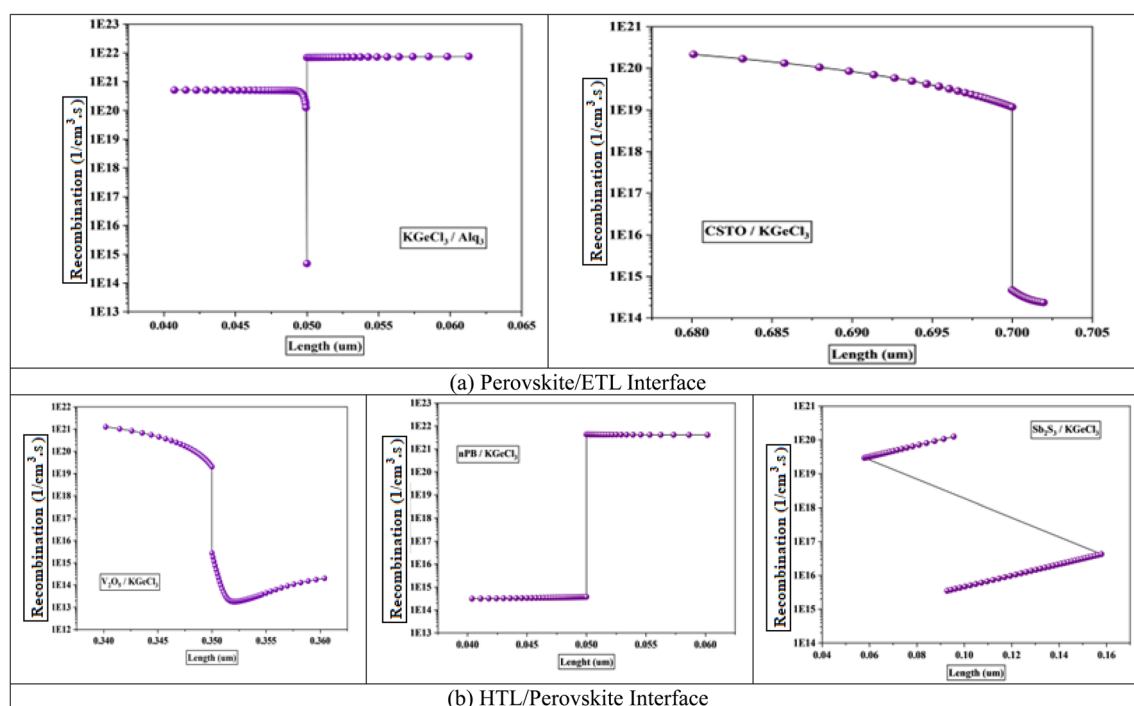 1E23
1E22
1E21
1E20
1E19
1E18
1E17
1E16
1E15
1E14
1E13
Recombination (1/cm³.s)
KGeCl₃ / Alq₃
0.040 0.045 0.050 0.055 0.060 0.065
Length (um)
1E21
1E20
1E19
1E18
1E17
1E16
1E15
1E14
Recombination (1/cm³.s)
CSTO / KGeCl₃
0.680 0.685 0.690 0.695 0.700 0.705
Length (um)
(a) Perovskite/ETL Interface
1E22
1E21
1E20
1E19
1E18
1E17
1E16
1E15
1E14
1E13
1E12
Recombination (1/cm³.s)
V₂O₅ / KGeCl₃
0.340 0.345 0.350 0.355 0.360
Length (um)
1E23
1E22
1E21
1E20
1E19
1E18
1E17
1E16
1E15
1E14
1E13
Recombination (1/cm³.s)
nPB / KGeCl₃
0.040 0.045 0.050 0.055 0.060
Lenght (um)
1E21
1E20
1E19
1E18
1E17
1E16
1E15
1E14
Recombination (1/cm³.s)
Sb₂S₃ / KGeCl₃
0.04 0.06 0.08 0.10 0.12 0.14 0.16
Length (um)
(b) HTL/Perovskite Interface